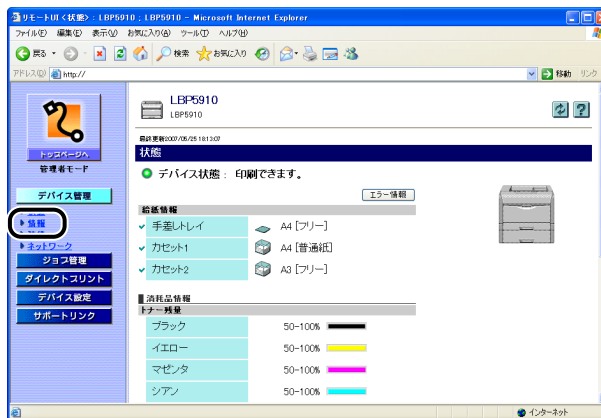 リモートUI <状態> : LBP5910 ; LBP5910 - Microsoft Internet Explorer
ファイル(F) 編集(E) 表示(V) お気に入り(A) ツール(T) ヘルプ(H)
戻る 検索 お気に入り
アドレス(D) http:// 移動 リンク
LBP5910
LBP5910
最終更新2007/05/25 18:13:07
トップページへ
管理者モード
状態
デバイス状態 : 印刷できます。
エラー情報
デバイス管理
情報
ネットワーク
ジョブ管理
ダイレクトプリント
デバイス設定
サポートリンク
給紙情報
手差しトレイ A4 [フリー]
カセット1 A4 [普通紙]
カセット2 A3 [フリー]
消耗品情報
トナー残量
ブラック 50-100%
イエロー 50-100%
マゼンタ 50-100%
シアン 50-100%
インターネット